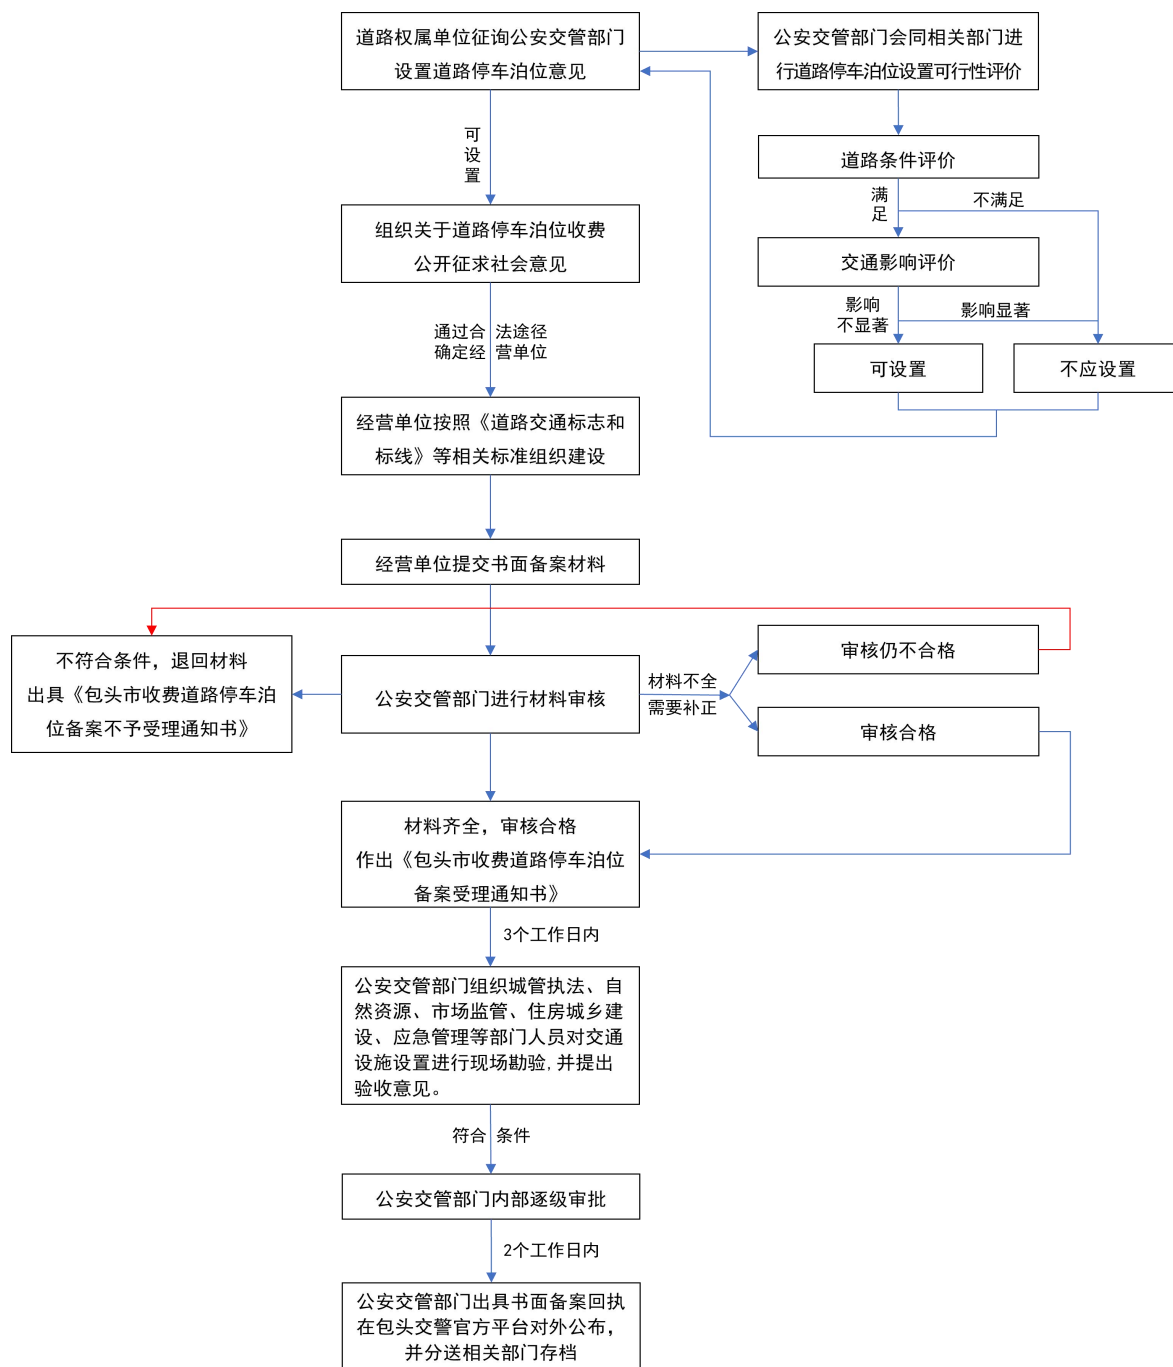 道路权属单位征询公安交管部门
设置道路停车泊位意见
公安交管部门会同相关部门进
行道路停车泊位设置可行性评价
可
设
置
道路条件评价
满
足
不满足
组织关于道路停车泊位收费
公开征求社会意见
交通影响评价
影响
不显著
影响显著
通过合 法途径
确定经 营单位
可设置
不应设置
经营单位按照《道路交通标志和
标线》等相关标准组织建设
经营单位提交书面备案材料
不符合条件，退回材料
出具《包头市收费道路停车泊
位备案不予受理通知书》
公安交管部门进行材料审核
材料不全
需要补正
审核仍不合格
审核合格
材料齐全，审核合格
作出《包头市收费道路停车泊位
备案受理通知书》
3个工作日内
公安交管部门组织城管执法、自
然资源、市场监管、住房城乡建
设、应急管理等部门人员对交通
设施设置进行现场勘验,并提出
验收意见。
符合 条件
公安交管部门内部逐级审批
2个工作日内
公安交管部门出具书面备案回执
在包头交警官方平台对外公布，
并分送相关部门存档